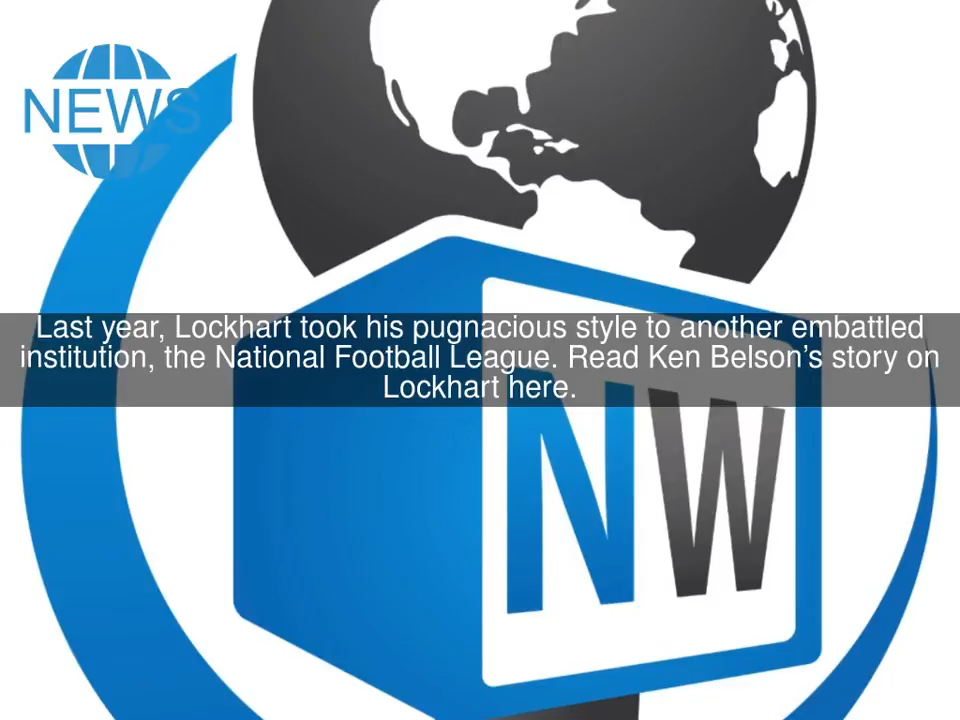 NEWS
Last year, Lockhart took his pugnacious style to another embattled
institution, the National Football League. Read Ken Belson’s story on
Lockhart here.
NW